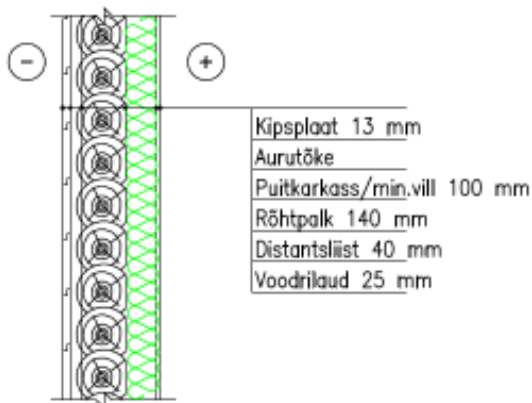 - +
Kipsplaat 13 mm
Aurutõke
Puitkarkass/min.vill 100 mm
Rõhtpalk 140 mm
Distantsliist 40 mm
Voodrilaud 25 mm